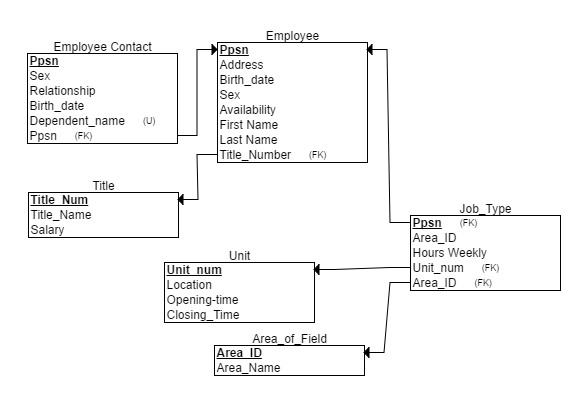 Employee Contact
Ppsn
Sex
Relationship
Birth_date
Dependent_name (U)
Ppsn (FK)
Employee
Ppsn
Address
Birth_date
Sex
Availability
First Name
Last Name
Title_Number (FK)
Title
Title_Num
Title_Name
Salary
Job_Type
Ppsn (FK)
Area_ID
Hours Weekly
Unit_num (FK)
Area_ID (FK)
Unit
Unit_num
Location
Opening-time
Closing_Time
Area_of_Field
Area_ID
Area_Name